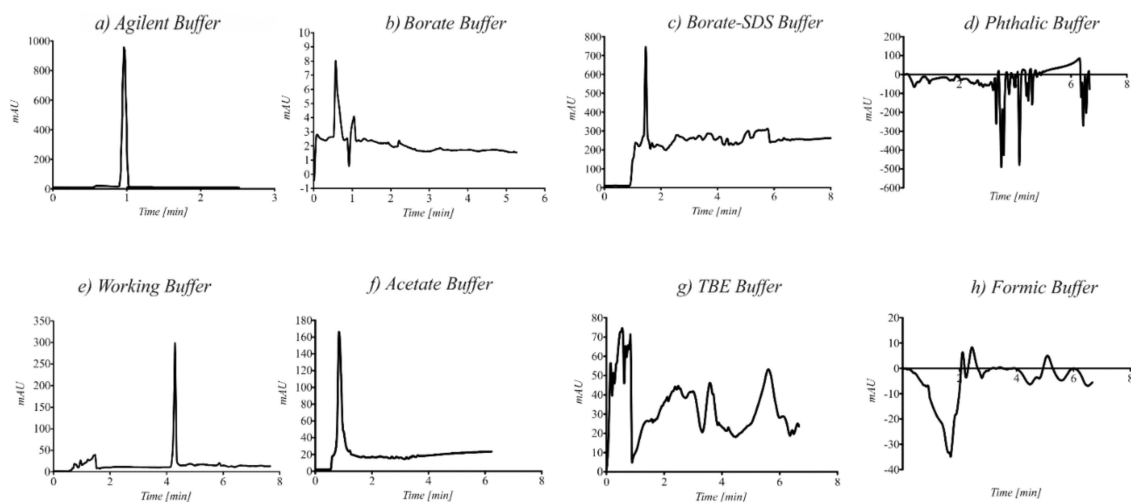 a) Agilent Buffer
1000
800
600
400
200
0
mAU
0 1 2 3
Time [min]
b) Borate Buffer
10
9
8
7
6
5
4
3
2
1
0
-1
mAU
0 1 2 3 4 5 6
Time [min]
c) Borate-SDS Buffer
800
700
600
500
400
300
200
100
0
mAU
0 2 4 6 8
Time [min]
d) Phthalic Buffer
200
100
0
-100
-200
-300
-400
-500
-600
mAU
2 6 8
Time [min]
e) Working Buffer
350
300
250
200
150
100
50
0
mAU
0 2 4 6 8
Time [min]
f) Acetate Buffer
180
160
140
120
100
80
60
40
20
0
mAU
0 2 4 6 8
Time [min]
g) TBE Buffer
80
70
60
50
40
30
20
10
0
mAU
0 2 4 6 8
Time [min]
h) Formic Buffer
20
10
0
-10
-20
-30
-40
mAU
4 6 8
Time [min]